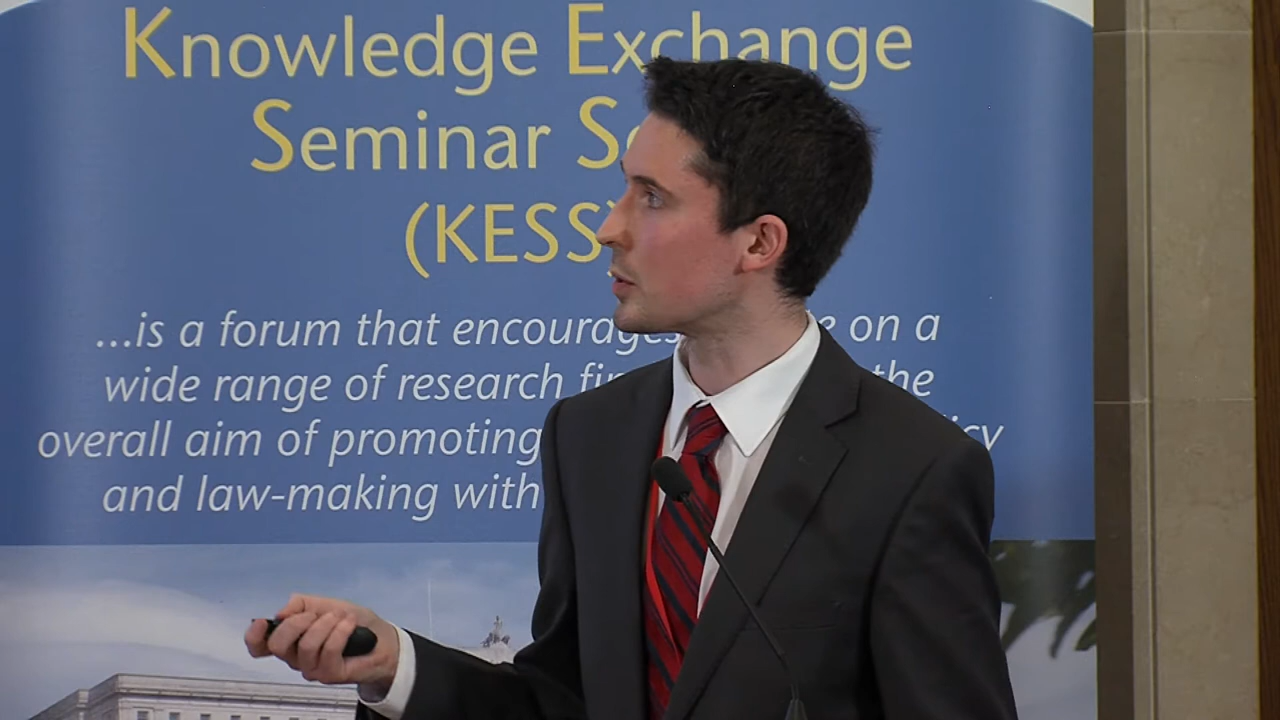 Knowledge Exchange
Seminar S
(KESS)
...is a forum that encourages e on a
wide range of research fin the
overall aim of promoting cy
and law-making with